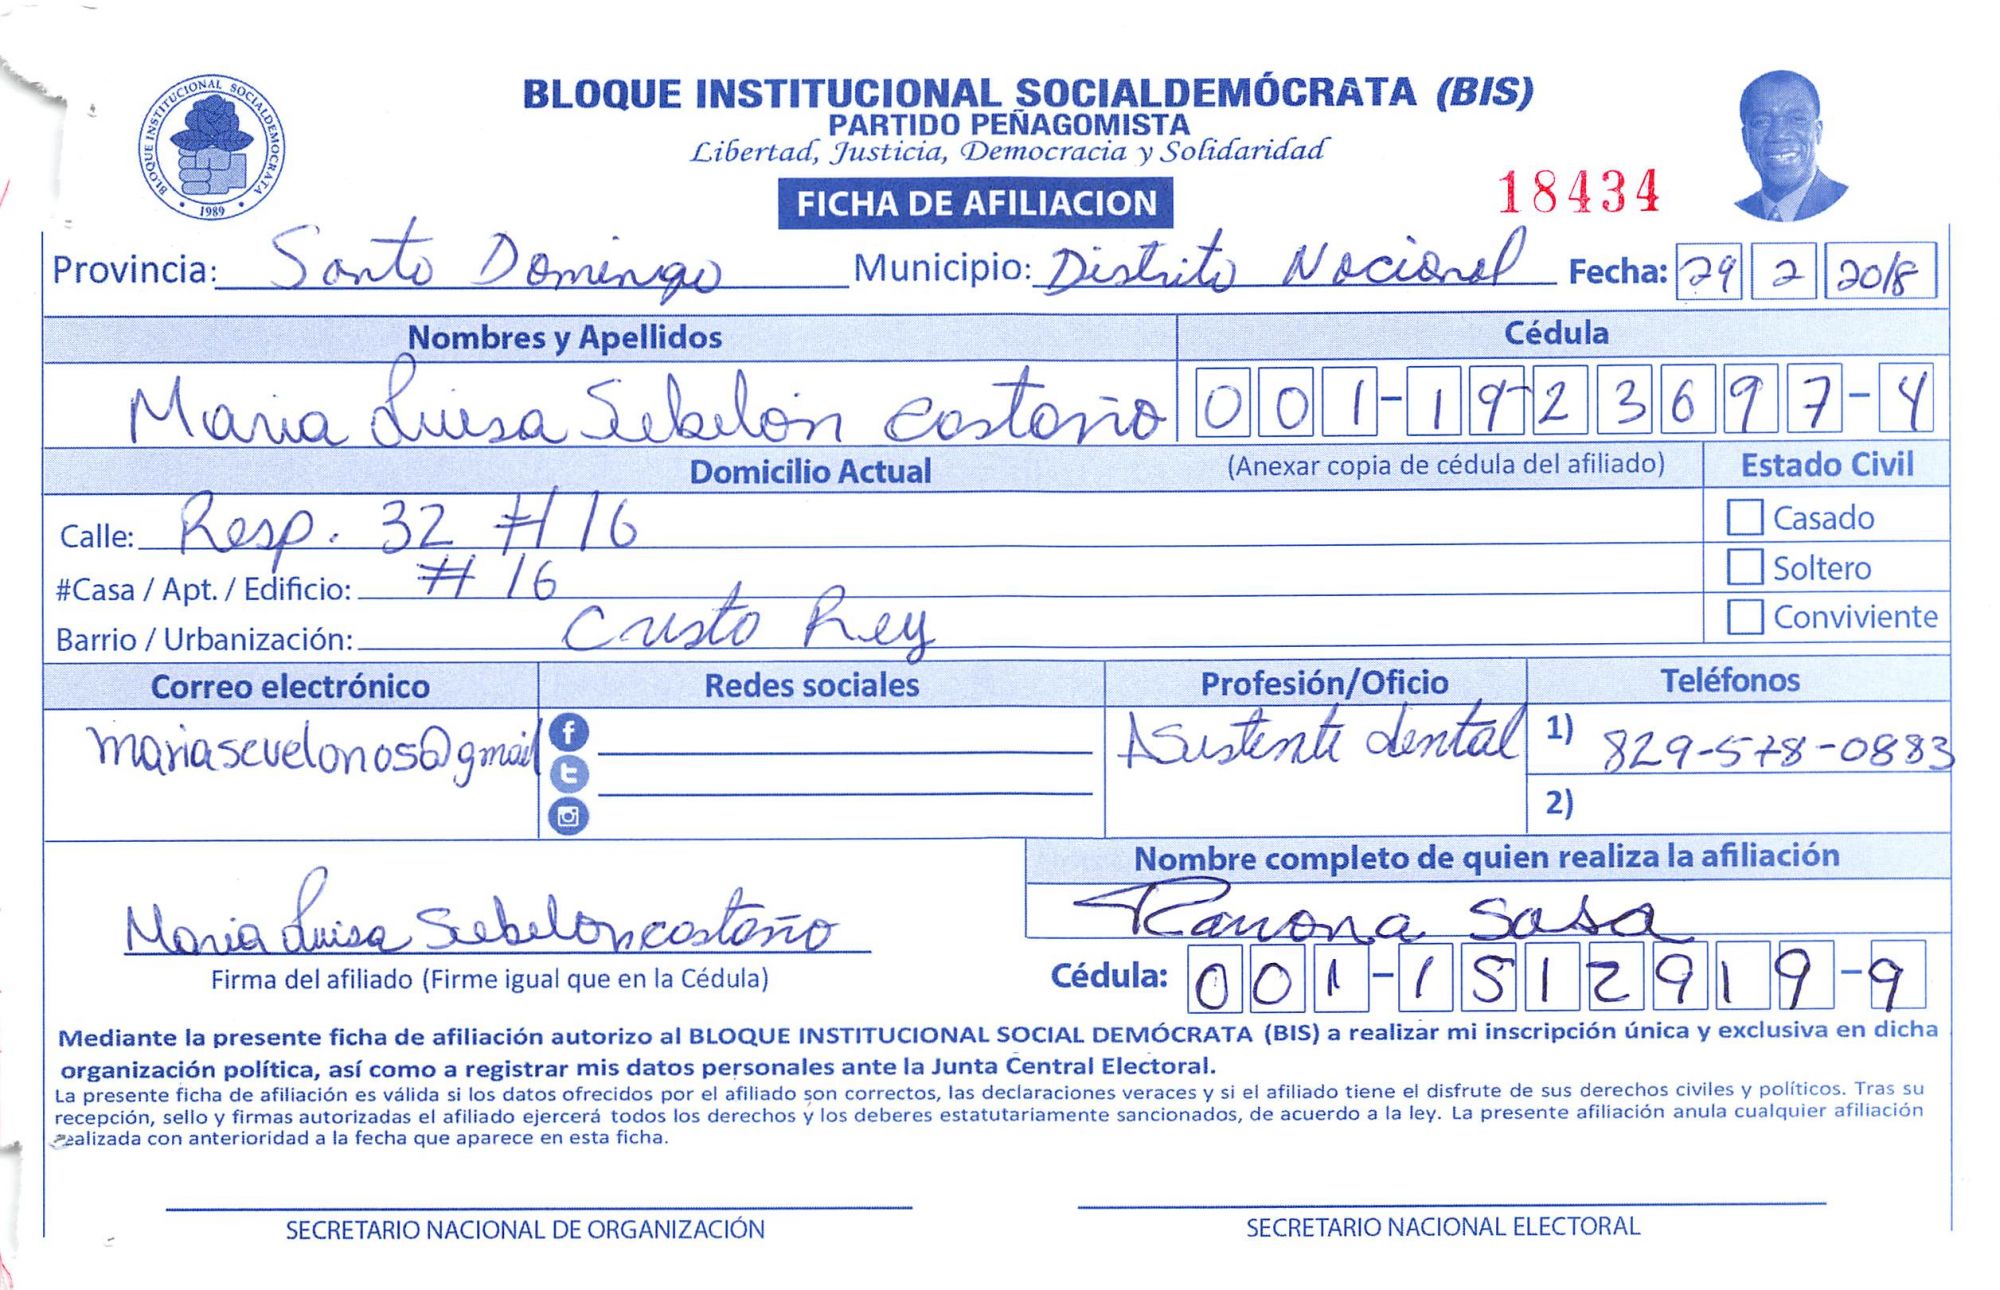 BLOQUE INSTITUCIONAL SOCIALDEMÓCRATA (BIS)
PARTIDO PEÑAGOMISTA
Libertad, Justicia, Democracia y Solidaridad
BLOQUE INSTITUCIONAL SOCIALDEMOCRATA
• 1989 •
FICHA DE AFILIACION
18434
Provincia: Santo Domingo Municipio: Distrito Nacional Fecha: 29 2 2018
Nombres y Apellidos Cédula
Maria Luisa Sebelón Costaño 001-1923697-4
Domicilio Actual (Anexar copia de cédula del afiliado) Estado Civil
Calle: Resp. 32 #16 Casado
#Casa / Apt. / Edificio: #16 Soltero
Barrio / Urbanización: Cristo Rey Conviviente
Correo electrónico Redes sociales Profesión/Oficio Teléfonos
mariasevelon05@gmail Asistente dental 1) 829-578-0883
2)
Nombre completo de quien realiza la afiliación
Ramona Sosa
Maria Luisa Sebelon costaño
Firma del afiliado (Firme igual que en la Cédula) Cédula: 001-1512919-9
Mediante la presente ficha de afiliación autorizo al BLOQUE INSTITUCIONAL SOCIAL DEMÓCRATA (BIS) a realizar mi inscripción única y exclusiva en dicha
organización política, así como a registrar mis datos personales ante la Junta Central Electoral.
La presente ficha de afiliación es válida si los datos ofrecidos por el afiliado son correctos, las declaraciones veraces y si el afiliado tiene el disfrute de sus derechos civiles y políticos. Tras su
recepción, sello y firmas autorizadas el afiliado ejercerá todos los derechos y los deberes estatutariamente sancionados, de acuerdo a la ley. La presente afiliación anula cualquier afiliación
realizada con anterioridad a la fecha que aparece en esta ficha.
SECRETARIO NACIONAL DE ORGANIZACIÓN SECRETARIO NACIONAL ELECTORAL